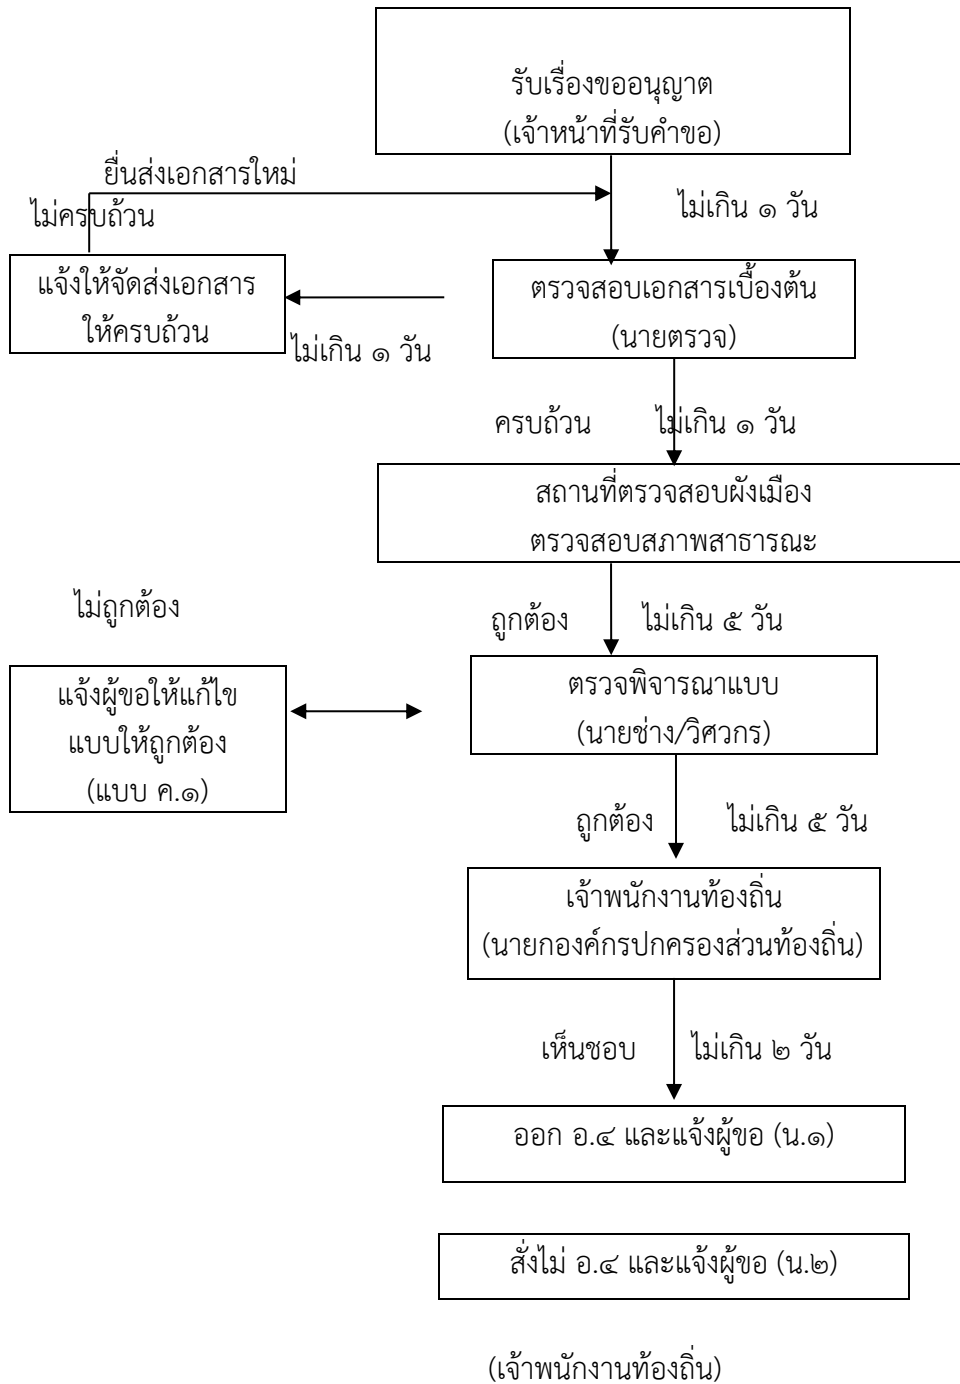 รับเรื่องขออนุญาต
(เจ้าหน้าที่รับคำขอ)
ยื่นส่งเอกสารใหม่
ไม่ครบถ้วน
ไม่เกิน ๑ วัน
แจ้งให้จัดส่งเอกสาร
ให้ครบถ้วน
ไม่เกิน ๑ วัน
ตรวจสอบเอกสารเบื้องต้น
(นายตรวจ)
ครบถ้วน ไม่เกิน ๑ วัน
สถานที่ตรวจสอบผังเมือง
ตรวจสอบสภาพสาธารณะ
ไม่ถูกต้อง
ถูกต้อง ไม่เกิน ๕ วัน
แจ้งผู้ขอให้แก้ไข
แบบให้ถูกต้อง
(แบบ ค.๑)
ตรวจพิจารณาแบบ
(นายช่าง/วิศวกร)
ถูกต้อง ไม่เกิน ๕ วัน
เจ้าพนักงานท้องถิ่น
(นายกองค์กรปกครองส่วนท้องถิ่น)
เห็นชอบ ไม่เกิน ๒ วัน
ออก อ.๔ และแจ้งผู้ขอ (น.๑)
สั่งไม่ อ.๔ และแจ้งผู้ขอ (น.๒)
(เจ้าพนักงานท้องถิ่น)